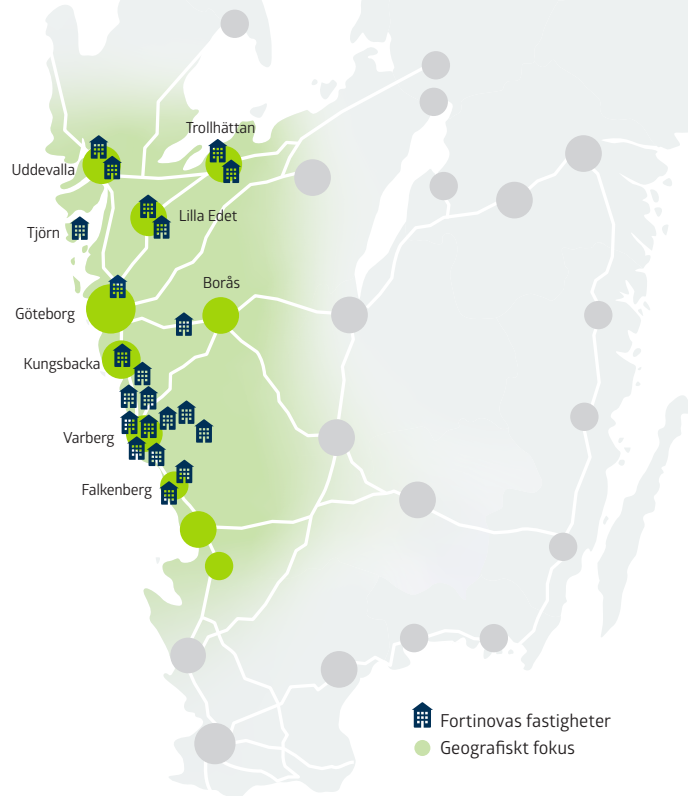 Trollhättan
Uddevalla
Lilla Edet
Tjörn
Borås
Göteborg
Kungsbacka
Varberg
Falkenberg
Fortinovas fastigheter
Geografiskt fokus